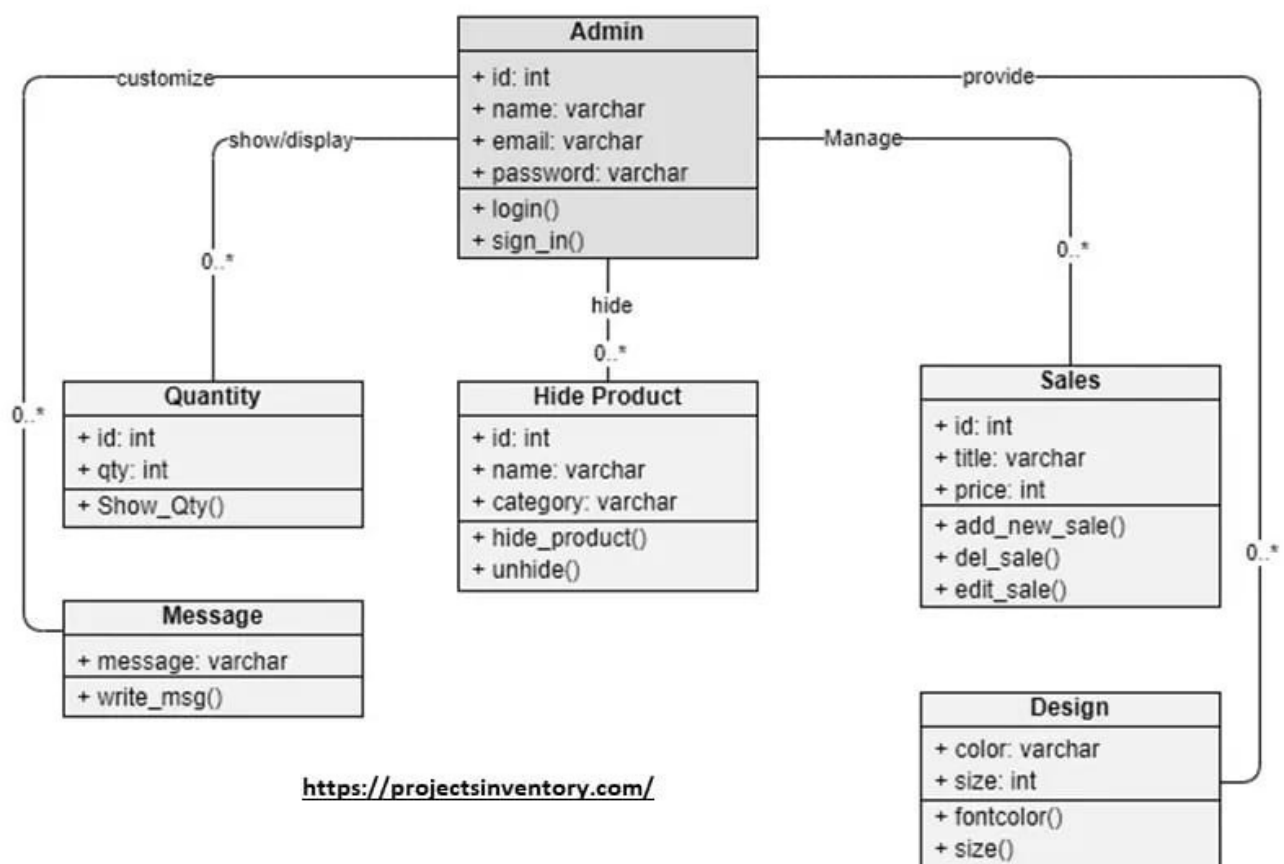 Admin
+ id: int
+ name: varchar
+ email: varchar
+ password: varchar
+ login()
+ sign_in()
customize
show/display
provide
Manage
0..*
0..*
hide
0..*
Quantity
+ id: int
+ qty: int
+ Show_Qty()
0..*
Hide Product
+ id: int
+ name: varchar
+ category: varchar
+ hide_product()
+ unhide()
Sales
+ id: int
+ title: varchar
+ price: int
+ add_new_sale()
+ del_sale()
+ edit_sale()
0..*
Message
+ message: varchar
+ write_msg()
Design
+ color: varchar
+ size: int
+ fontcolor()
+ size()
https://projectsinventory.com/